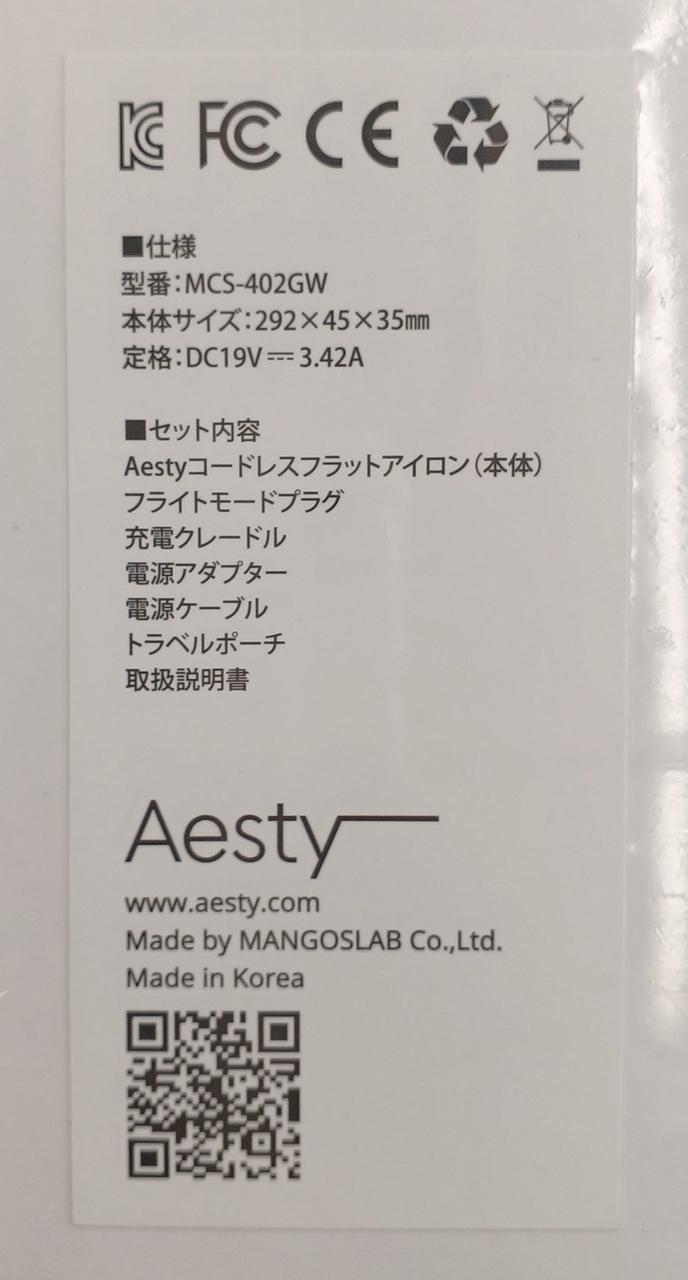 KC FC CE
■仕様
型番：MCS-402GW
本体サイズ：292×45×35㎜
定格：DC19V⎓3.42A
■セット内容
Aestyコードレスフラットアイロン（本体）
フライトモードプラグ
充電クレードル
電源アダプター
電源ケーブル
トラベルポーチ
取扱説明書
Aesty
www.aesty.com
Made by MANGOSLAB Co.,Ltd.
Made in Korea